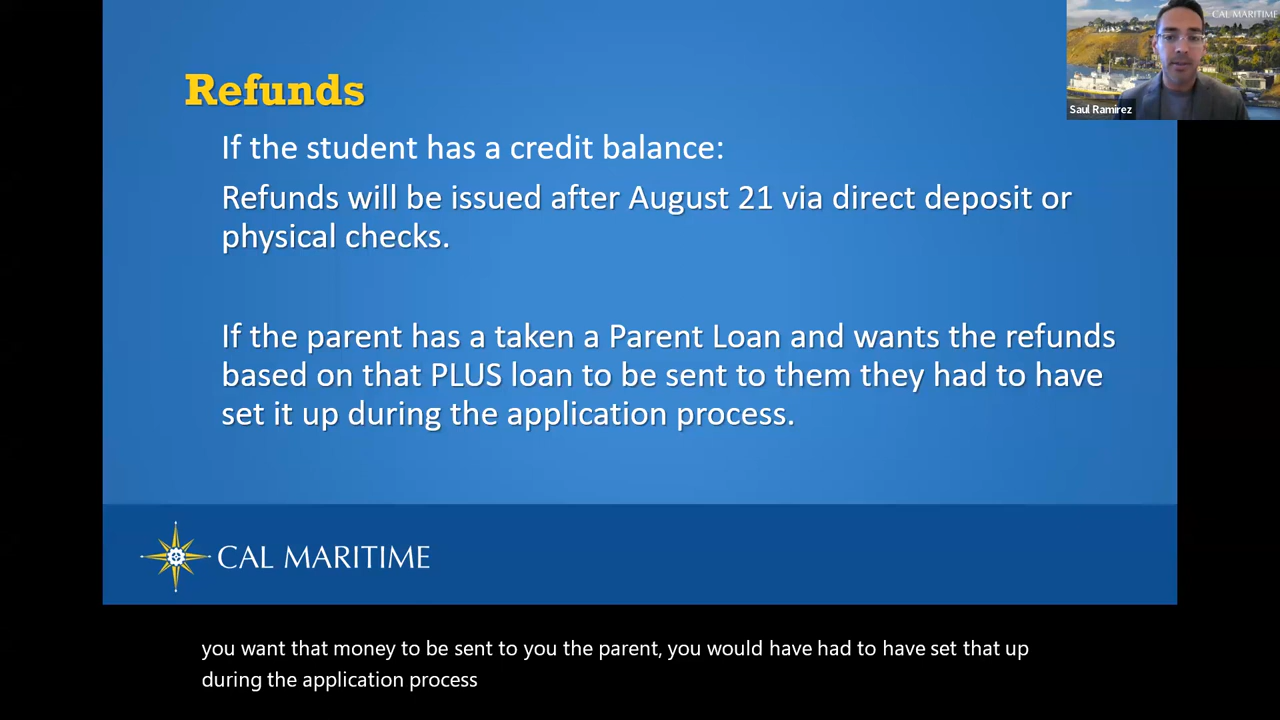 CAL MARITIME
Saul Ramirez
Refunds
If the student has a credit balance:
Refunds will be issued after August 21 via direct deposit or
physical checks.
If the parent has a taken a Parent Loan and wants the refunds
based on that PLUS loan to be sent to them they had to have
set it up during the application process.
CAL MARITIME
you want that money to be sent to you the parent, you would have had to have set that up
during the application process